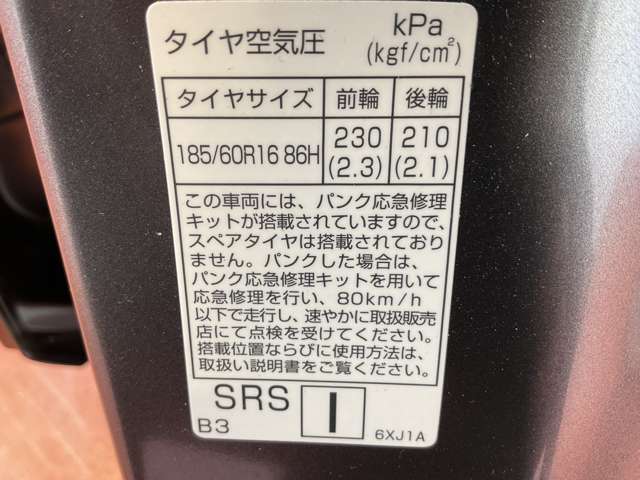 タイヤ空気圧 kPa
(kgf/cm²)
タイヤサイズ 前輪 後輪
185/60R16 86H 230 210
(2.3) (2.1)
この車両には、パンク応急修理
キットが搭載されていますので、
スペアタイヤは搭載されており
ません。パンクした場合は、
パンク応急修理キットを用いて
応急修理を行い、80km/h
以下で走行し、速やかに取扱販売
店にて点検を受けてください。
搭載位置ならびに使用方法は、
取扱い説明書をご覧ください。
SRS I
B3 6XJ1A